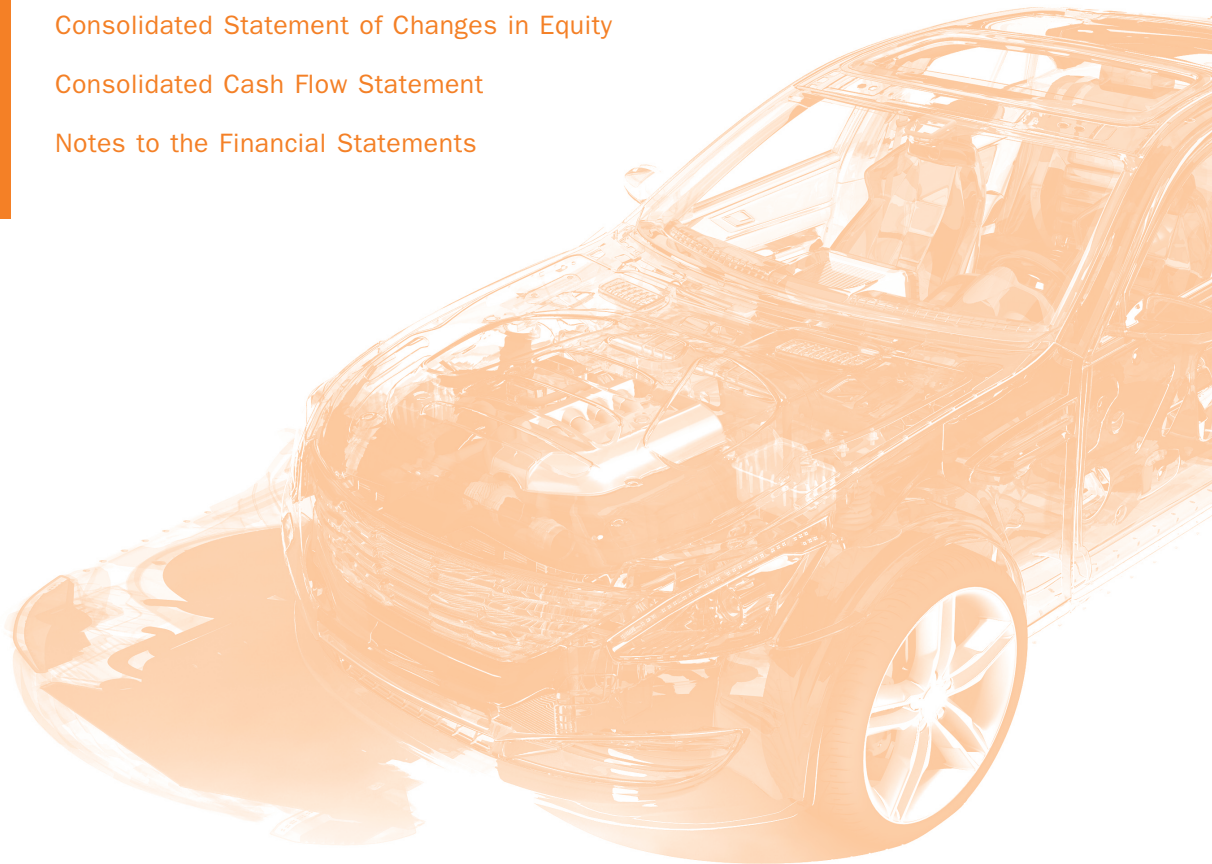 Consolidated Statement of Changes in Equity
Consolidated Cash Flow Statement
Notes to the Financial Statements